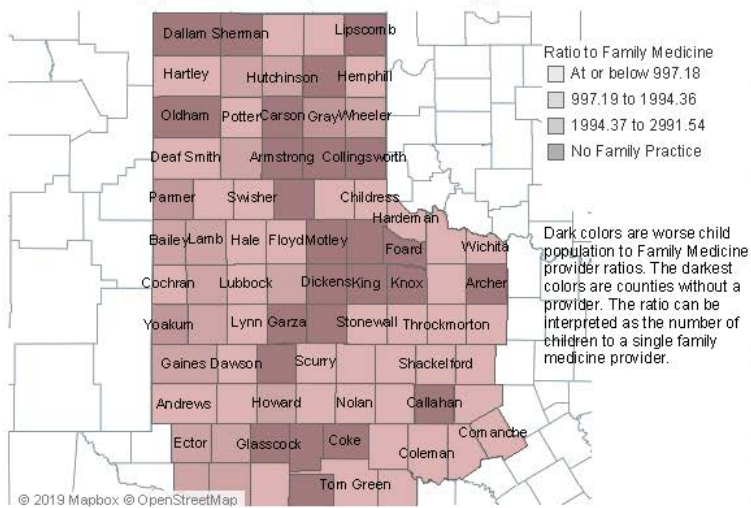 Dallam Sherman Lipscomb
Ratio to Family Medicine
At or below 997.18
Hartley Hutchinson Hemphill
997.19 to 1994.36
1994.37 to 2991.54
Oldham Potter Carson Gray Wheeler
No Family Practice
Deaf Smith Armstrong Collingsworth
Parmer Swisher Childress
Hardeman
Bailey Lamb Hale Floyd Motley Foard Wichita
Dark colors are worse child
population to Family Medicine
provider ratios. The darkest
colors are counties without a
provider. The ratio can be
interpreted as the number of
children to a single family
medicine provider.
Cochran Lubbock Dickens King Knox Archer
Yoakum Lynn Garza Stonewall Throckmorton
Gaines Dawson Scurry Shackelford
Andrews Howard Nolan Callahan
Ector Glasscock Coke Coleman Comanche
Tom Green
© 2019 Mapbox © OpenStreetMap